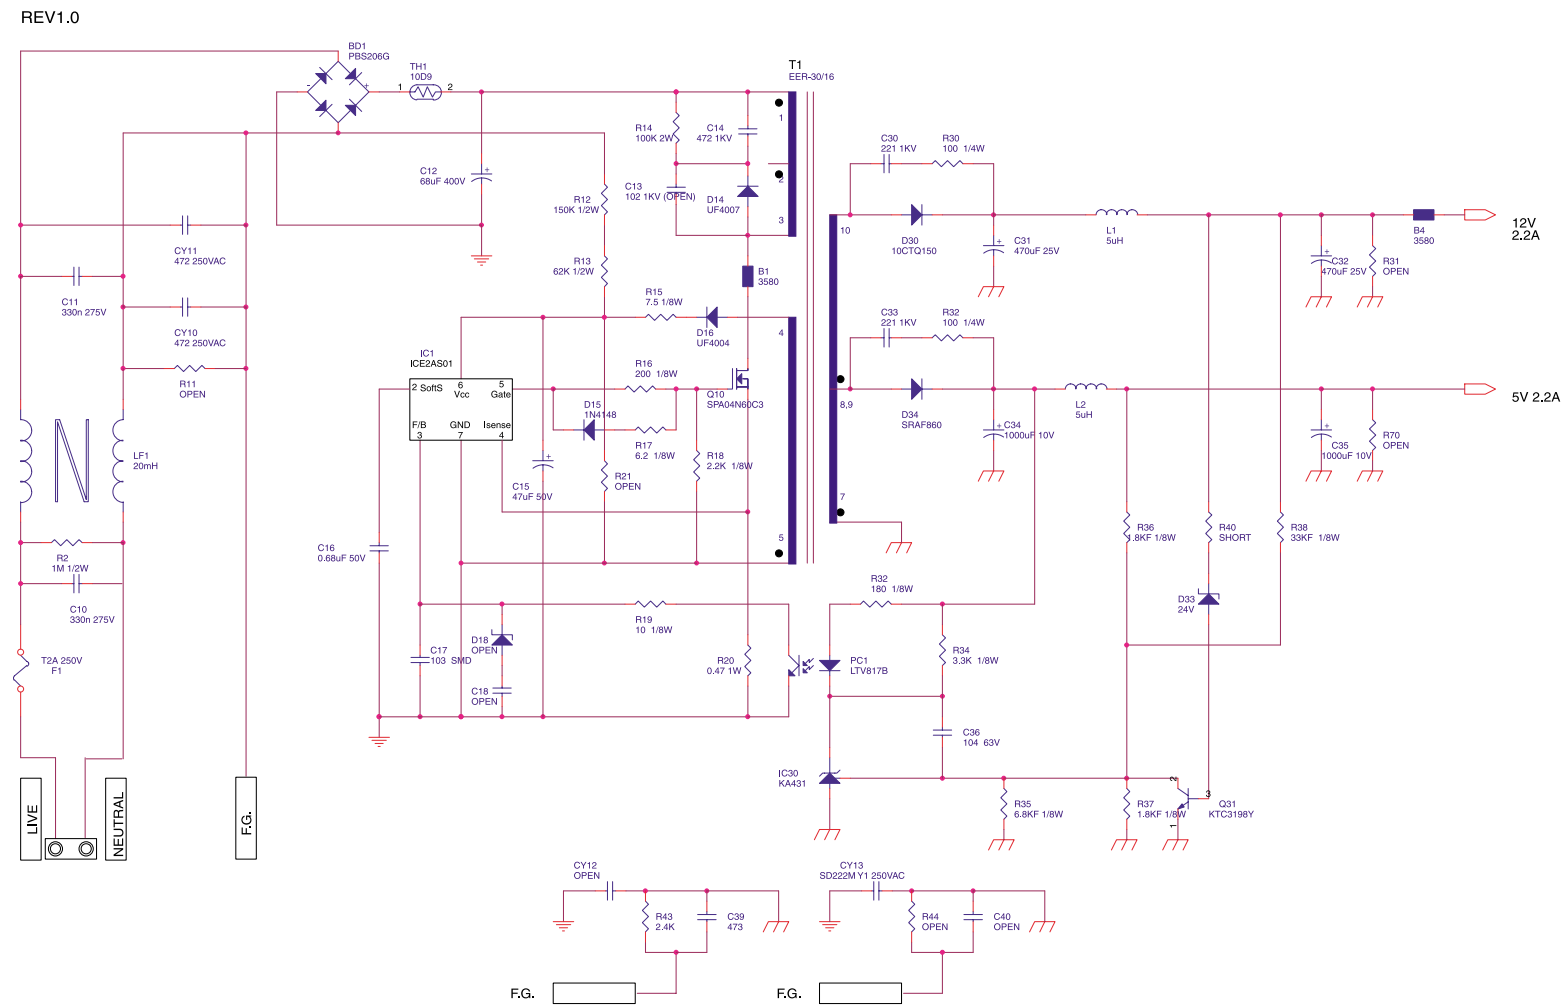 REV1.0
BD1
PBS206G
-
+
TH1
10D9
1
2
T1
EER-30/16
1
2
3
4
5
10
8,9
7
R14
100K 2W
C14
472 1KV
C13
102 1KV (OPEN)
D14
UF4007
C12
68uF 400V
+
R12
150K 1/2W
R13
62K 1/2W
B1
3580
R15
7.5 1/8W
D16
UF4004
CY11
472 250VAC
C11
330n 275V
CY10
472 250VAC
R11
OPEN
LF1
20mH
R2
1M 1/2W
C10
330n 275V
T2A 250V
F1
LIVE
NEUTRAL
F.G.
IC1
ICE2AS01
2 SoftS
6
Vcc
5
Gate
F/B
3
GND
7
Isense
4
R16
200 1/8W
D15
1N4148
R17
6.2 1/8W
Q10
SPA04N60C3
R18
2.2K 1/8W
R21
OPEN
C15
47uF 50V
+
C16
0.68uF 50V
R19
10 1/8W
D18
OPEN
C17
103 SMD
C18
OPEN
R20
0.47 1W
PC1
LTV817B
C30
221 1KV
R30
100 1/4W
D30
10CTQ150
C31
470uF 25V
+
L1
5uH
C32
470uF 25V
+
R31
OPEN
B4
3580
12V
2.2A
C33
221 1KV
R32
100 1/4W
D34
SRAF860
C34
1000uF 10V
+
L2
5uH
C35
1000uF 10V
+
R70
OPEN
5V 2.2A
R36
1.8KF 1/8W
R40
SHORT
R38
33KF 1/8W
D33
24V
R32
180 1/8W
R34
3.3K 1/8W
C36
104 63V
IC30
KA431
R35
6.8KF 1/8W
R37
1.8KF 1/8W
2
3
1
Q31
KTC3198Y
CY12
OPEN
R43
2.4K
C39
473
F.G.
CY13
SD222M Y1 250VAC
R44
OPEN
C40
OPEN
F.G.